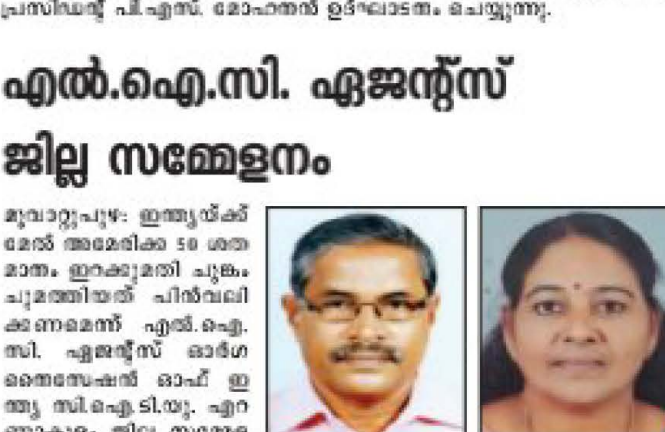 പ്രസിഡന്റ് പി.എസ്. മോഹനൻ ഉദ്ഘാടനം ചെയ്യുന്നു.
എൽ.ഐ.സി. ഏജന്റ്സ്
ജില്ല സമ്മേളനം
മൂവാറ്റുപുഴ: ഇന്ത്യയ്ക്ക്
മേൽ അമേരിക്ക 50 ശത
മാനം ഇറക്കുമതി ചുങ്കം
ചുമത്തിയത് പിൻവലി
ക്കണമെന്ന് എൽ.ഐ.
സി. ഏജന്റ്സ് ഓർഗ
നൈസേഷൻ ഓഫ് ഇ
ന്ത്യ സി.ഐ.ടി.യു. എറ
ണാകുളം ജില്ല സമ്മേള